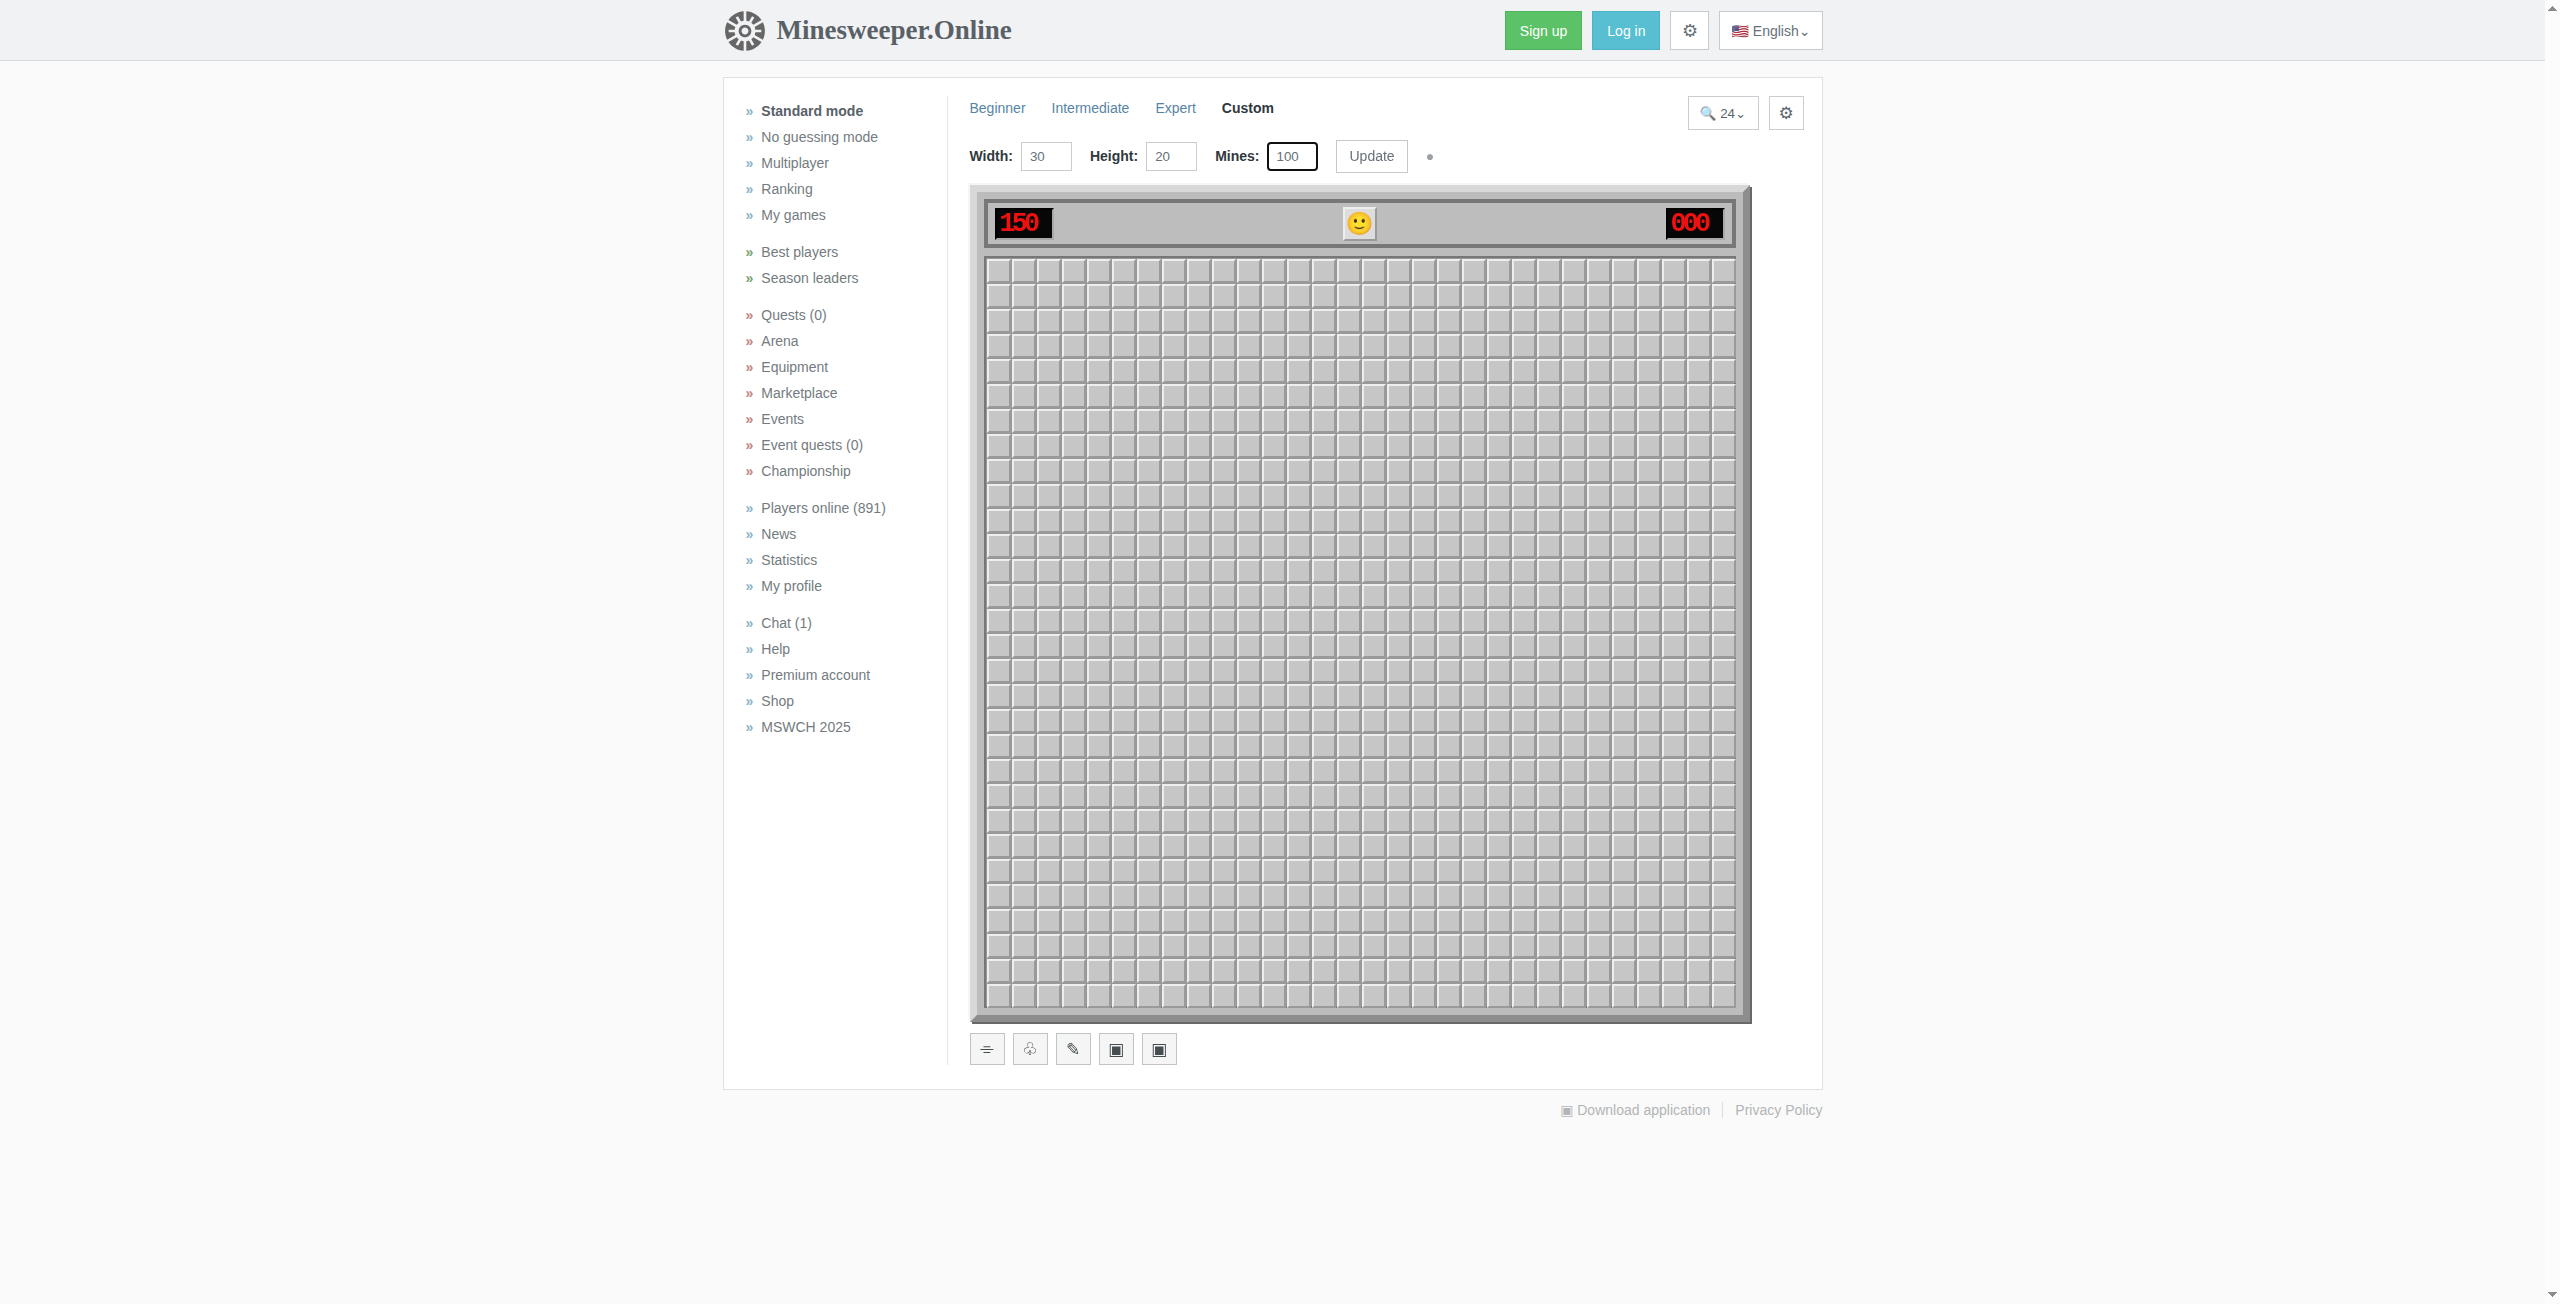 Minesweeper.Online
Sign up
Log in
English
» Standard mode
» No guessing mode
» Multiplayer
» Ranking
» My games
» Best players
» Season leaders
» Quests (0)
» Arena
» Equipment
» Marketplace
» Events
» Event quests (0)
» Championship
» Players online (891)
» News
» Statistics
» My profile
» Chat (1)
» Help
» Premium account
» Shop
» MSWCH 2025
Beginner Intermediate Expert Custom
24
Width: 30 Height: 20 Mines: 100 Update
150 000
Download application Privacy Policy